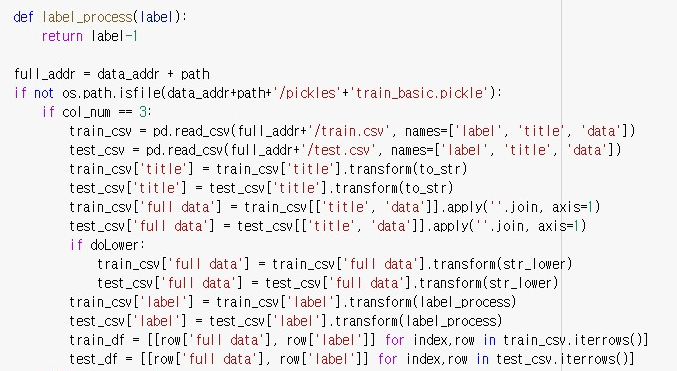 def label_process(label):
    return label-1

full_addr = data_addr + path
if not os.path.isfile(data_addr+path+'/pickles'+'train_basic.pickle'):
    if col_num == 3:
        train_csv = pd.read_csv(full_addr+'/train.csv', names=['label', 'title', 'data'])
        test_csv = pd.read_csv(full_addr+'/test.csv', names=['label', 'title', 'data'])
        train_csv['title'] = train_csv['title'].transform(to_str)
        test_csv['title'] = test_csv['title'].transform(to_str)
        train_csv['full data'] = train_csv[['title', 'data']].apply(''.join, axis=1)
        test_csv['full data'] = test_csv[['title', 'data']].apply(''.join, axis=1)
        if doLower:
            train_csv['full data'] = train_csv['full data'].transform(str_lower)
            test_csv['full data'] = test_csv['full data'].transform(str_lower)
        train_csv['label'] = train_csv['label'].transform(label_process)
        test_csv['label'] = test_csv['label'].transform(label_process)
        train_df = [[row['full data'], row['label']] for index,row in train_csv.iterrows()]
        test_df = [[row['full data'], row['label']] for index,row in test_csv.iterrows()]